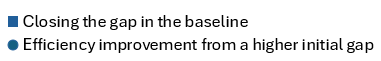 Closing the gap in the baseline
Efficiency improvement from a higher initial gap